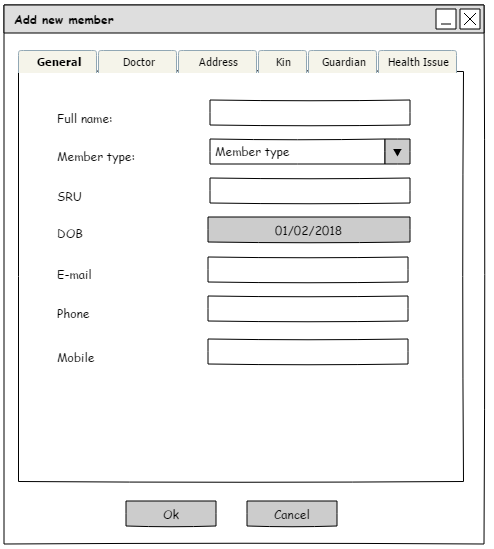 Add new member
General Doctor Address Kin Guardian Health Issue
Full name:
Member type: Member type
SRU
DOB 01/02/2018
E-mail
Phone
Mobile
Ok Cancel